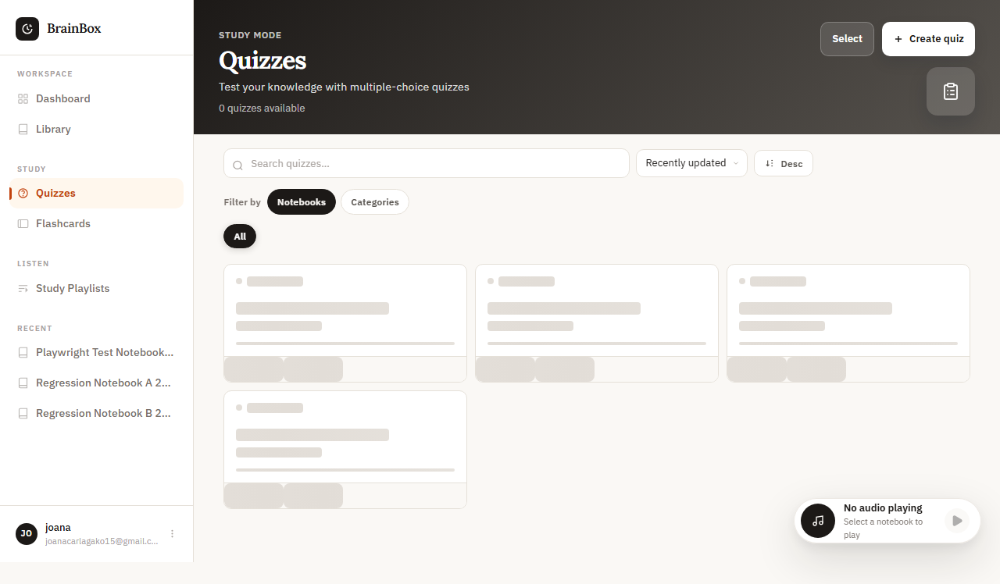 BrainBox
WORKSPACE
Dashboard
Library
STUDY
Quizzes
Flashcards
LISTEN
Study Playlists
RECENT
Playwright Test Notebook...
Regression Notebook A 2...
Regression Notebook B 2...
JO
joana
joanacarlagako15@gmail.c...
STUDY MODE
Quizzes
Test your knowledge with multiple-choice quizzes
0 quizzes available
Select
+ Create quiz
Search quizzes...
Recently updated
Desc
Filter by
Notebooks
Categories
All
No audio playing
Select a notebook to
play